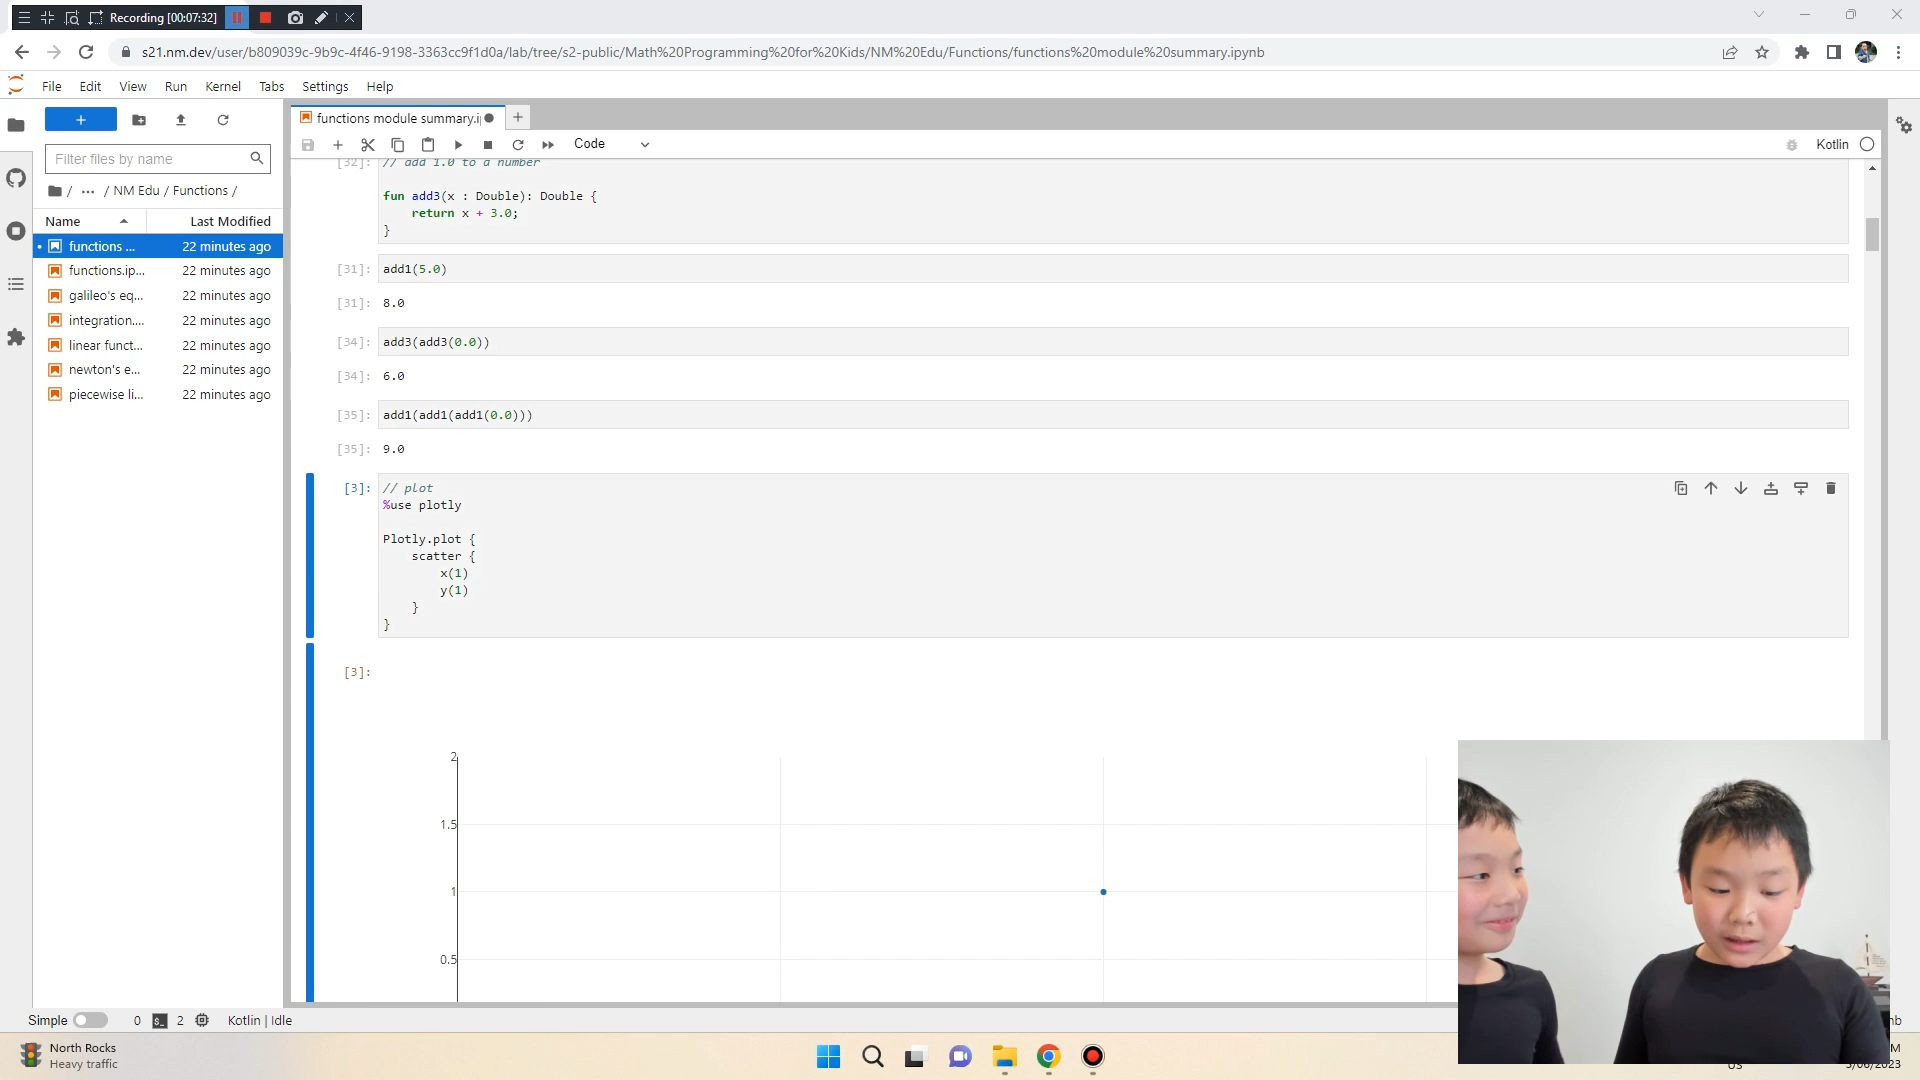 Recording [00:07:32]
s21.nm.dev/user/b809039c-9b9c-4f46-9198-3363cc9f1d0a/lab/tree/s2-public/Math%20Programming%20for%20Kids/NM%20Edu/Functions/functions%20module%20summary.ipynb
File Edit View Run Kernel Tabs Settings Help
functions module summary.i
Code
Kotlin
Filter files by name
/ ··· / NM Edu / Functions /
Name Last Modified
functions ... 22 minutes ago
functions.ip... 22 minutes ago
galileo's eq... 22 minutes ago
integration.... 22 minutes ago
linear funct... 22 minutes ago
newton's e... 22 minutes ago
piecewise li... 22 minutes ago
[32]: // add 1.0 to a number
fun add3(x : Double): Double {
return x + 3.0;
}
[31]: add1(5.0)
[31]: 8.0
[34]: add3(add3(0.0))
[34]: 6.0
[35]: add1(add1(add1(0.0)))
[35]: 9.0
[3]: // plot
%use plotly
Plotly.plot {
scatter {
x(1)
y(1)
}
}
[3]:
2
1.5
1
0.5
Simple 0 2 Kotlin | Idle
North Rocks
Heavy traffic